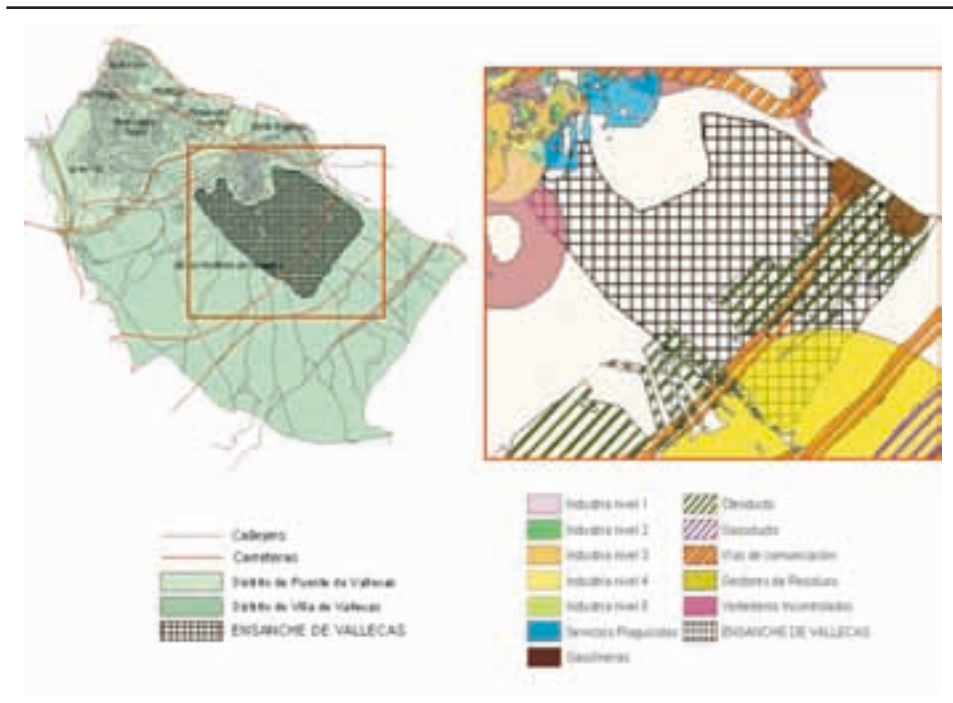 Callejero
Carreteras
Distrito de Puente de Vallecas
Distrito de Villa de Vallecas
ENSANCHE DE VALLECAS
Industria nivel 1
Industria nivel 2
Industria nivel 3
Industria nivel 4
Industria nivel 5
Servicios Plaguicidas
Gasolineras
Oleoducto
Gasoducto
Vías de comunicación
Gestores de Residuos
Vertederos Incontrolados
ENSANCHE DE VALLECAS